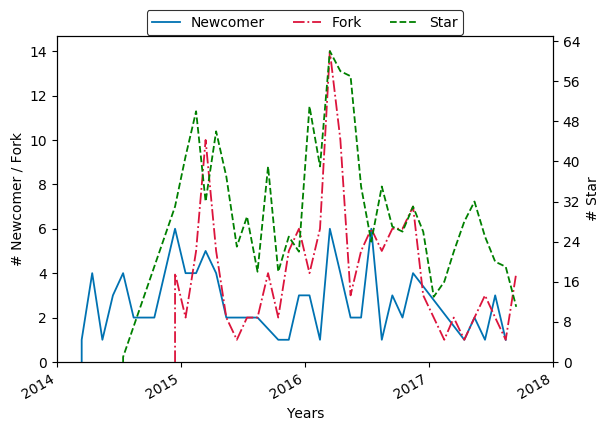 Newcomer Fork Star
14 64
12 56
10 48
8 40
6 32
4 24
2 16
0 8
0
# Newcomer / Fork
# Star
2014 2015 2016 2017 2018
Years